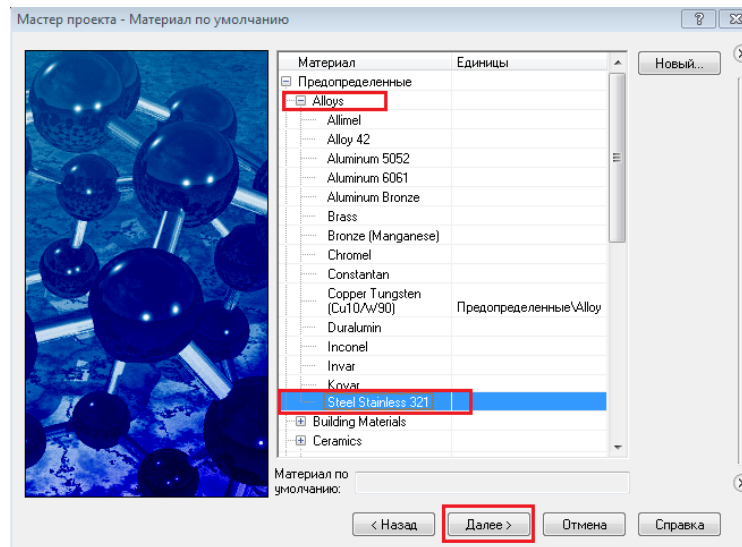 Мастер проекта - Материал по умолчанию
Материал Единицы
Предопределенные
Alloys
Allimel
Alloy 42
Aluminum 5052
Aluminum 6061
Aluminum Bronze
Brass
Bronze (Manganese)
Chromel
Constantan
Copper Tungsten
(Cu10/W90) Предопределенные\Alloy
Duralumin
Inconel
Invar
Kovar
Steel Stainless 321
Building Materials
Ceramics
Новый...
Материал по
умолчанию:
< Назад Далее > Отмена Справка